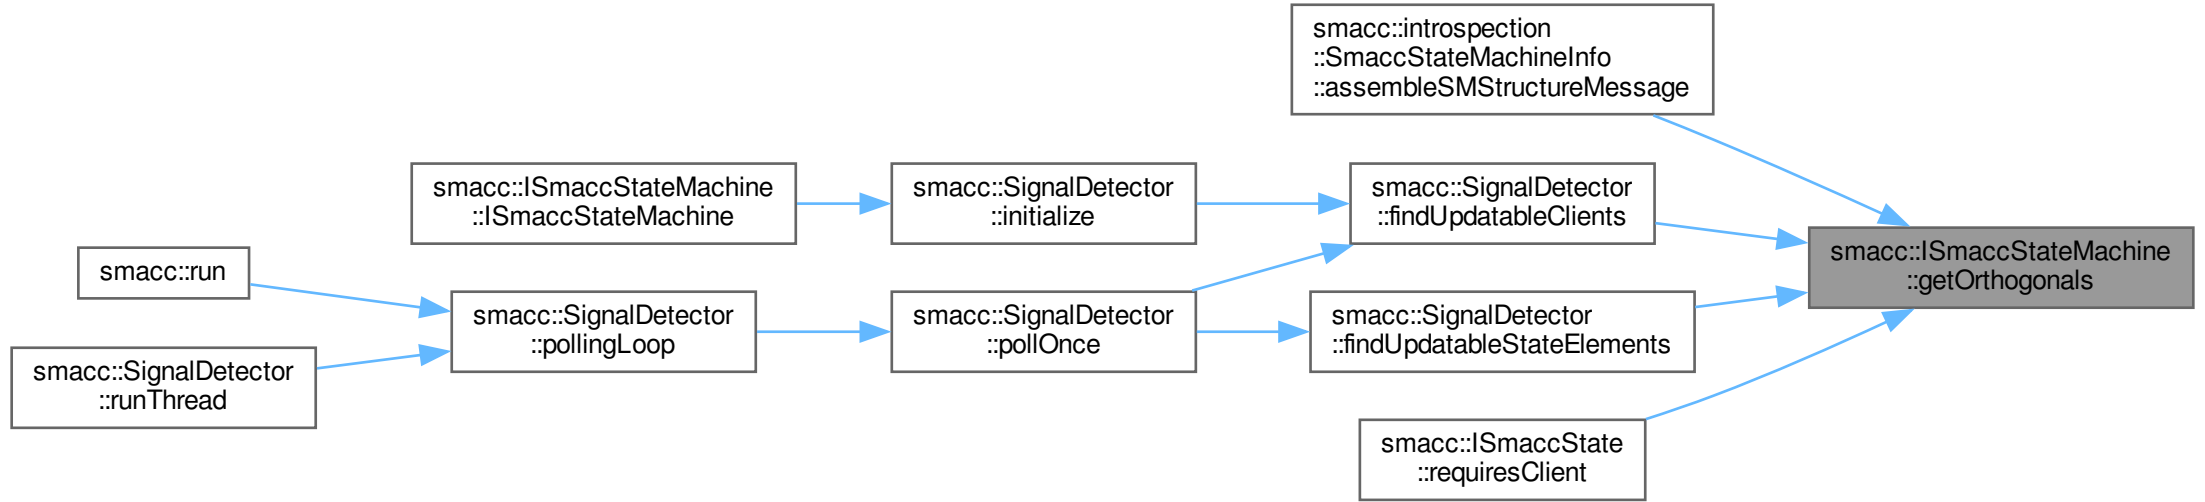 smacc::introspection
::SmaccStateMachineInfo
::assembleSMStructureMessage
smacc::ISmaccStateMachine
::ISmaccStateMachine
smacc::SignalDetector
::initialize
smacc::SignalDetector
::findUpdatableClients
smacc::ISmaccStateMachine
::getOrthogonals
smacc::run
smacc::SignalDetector
::pollingLoop
smacc::SignalDetector
::pollOnce
smacc::SignalDetector
::findUpdatableStateElements
smacc::SignalDetector
::runThread
smacc::ISmaccState
::requiresClient